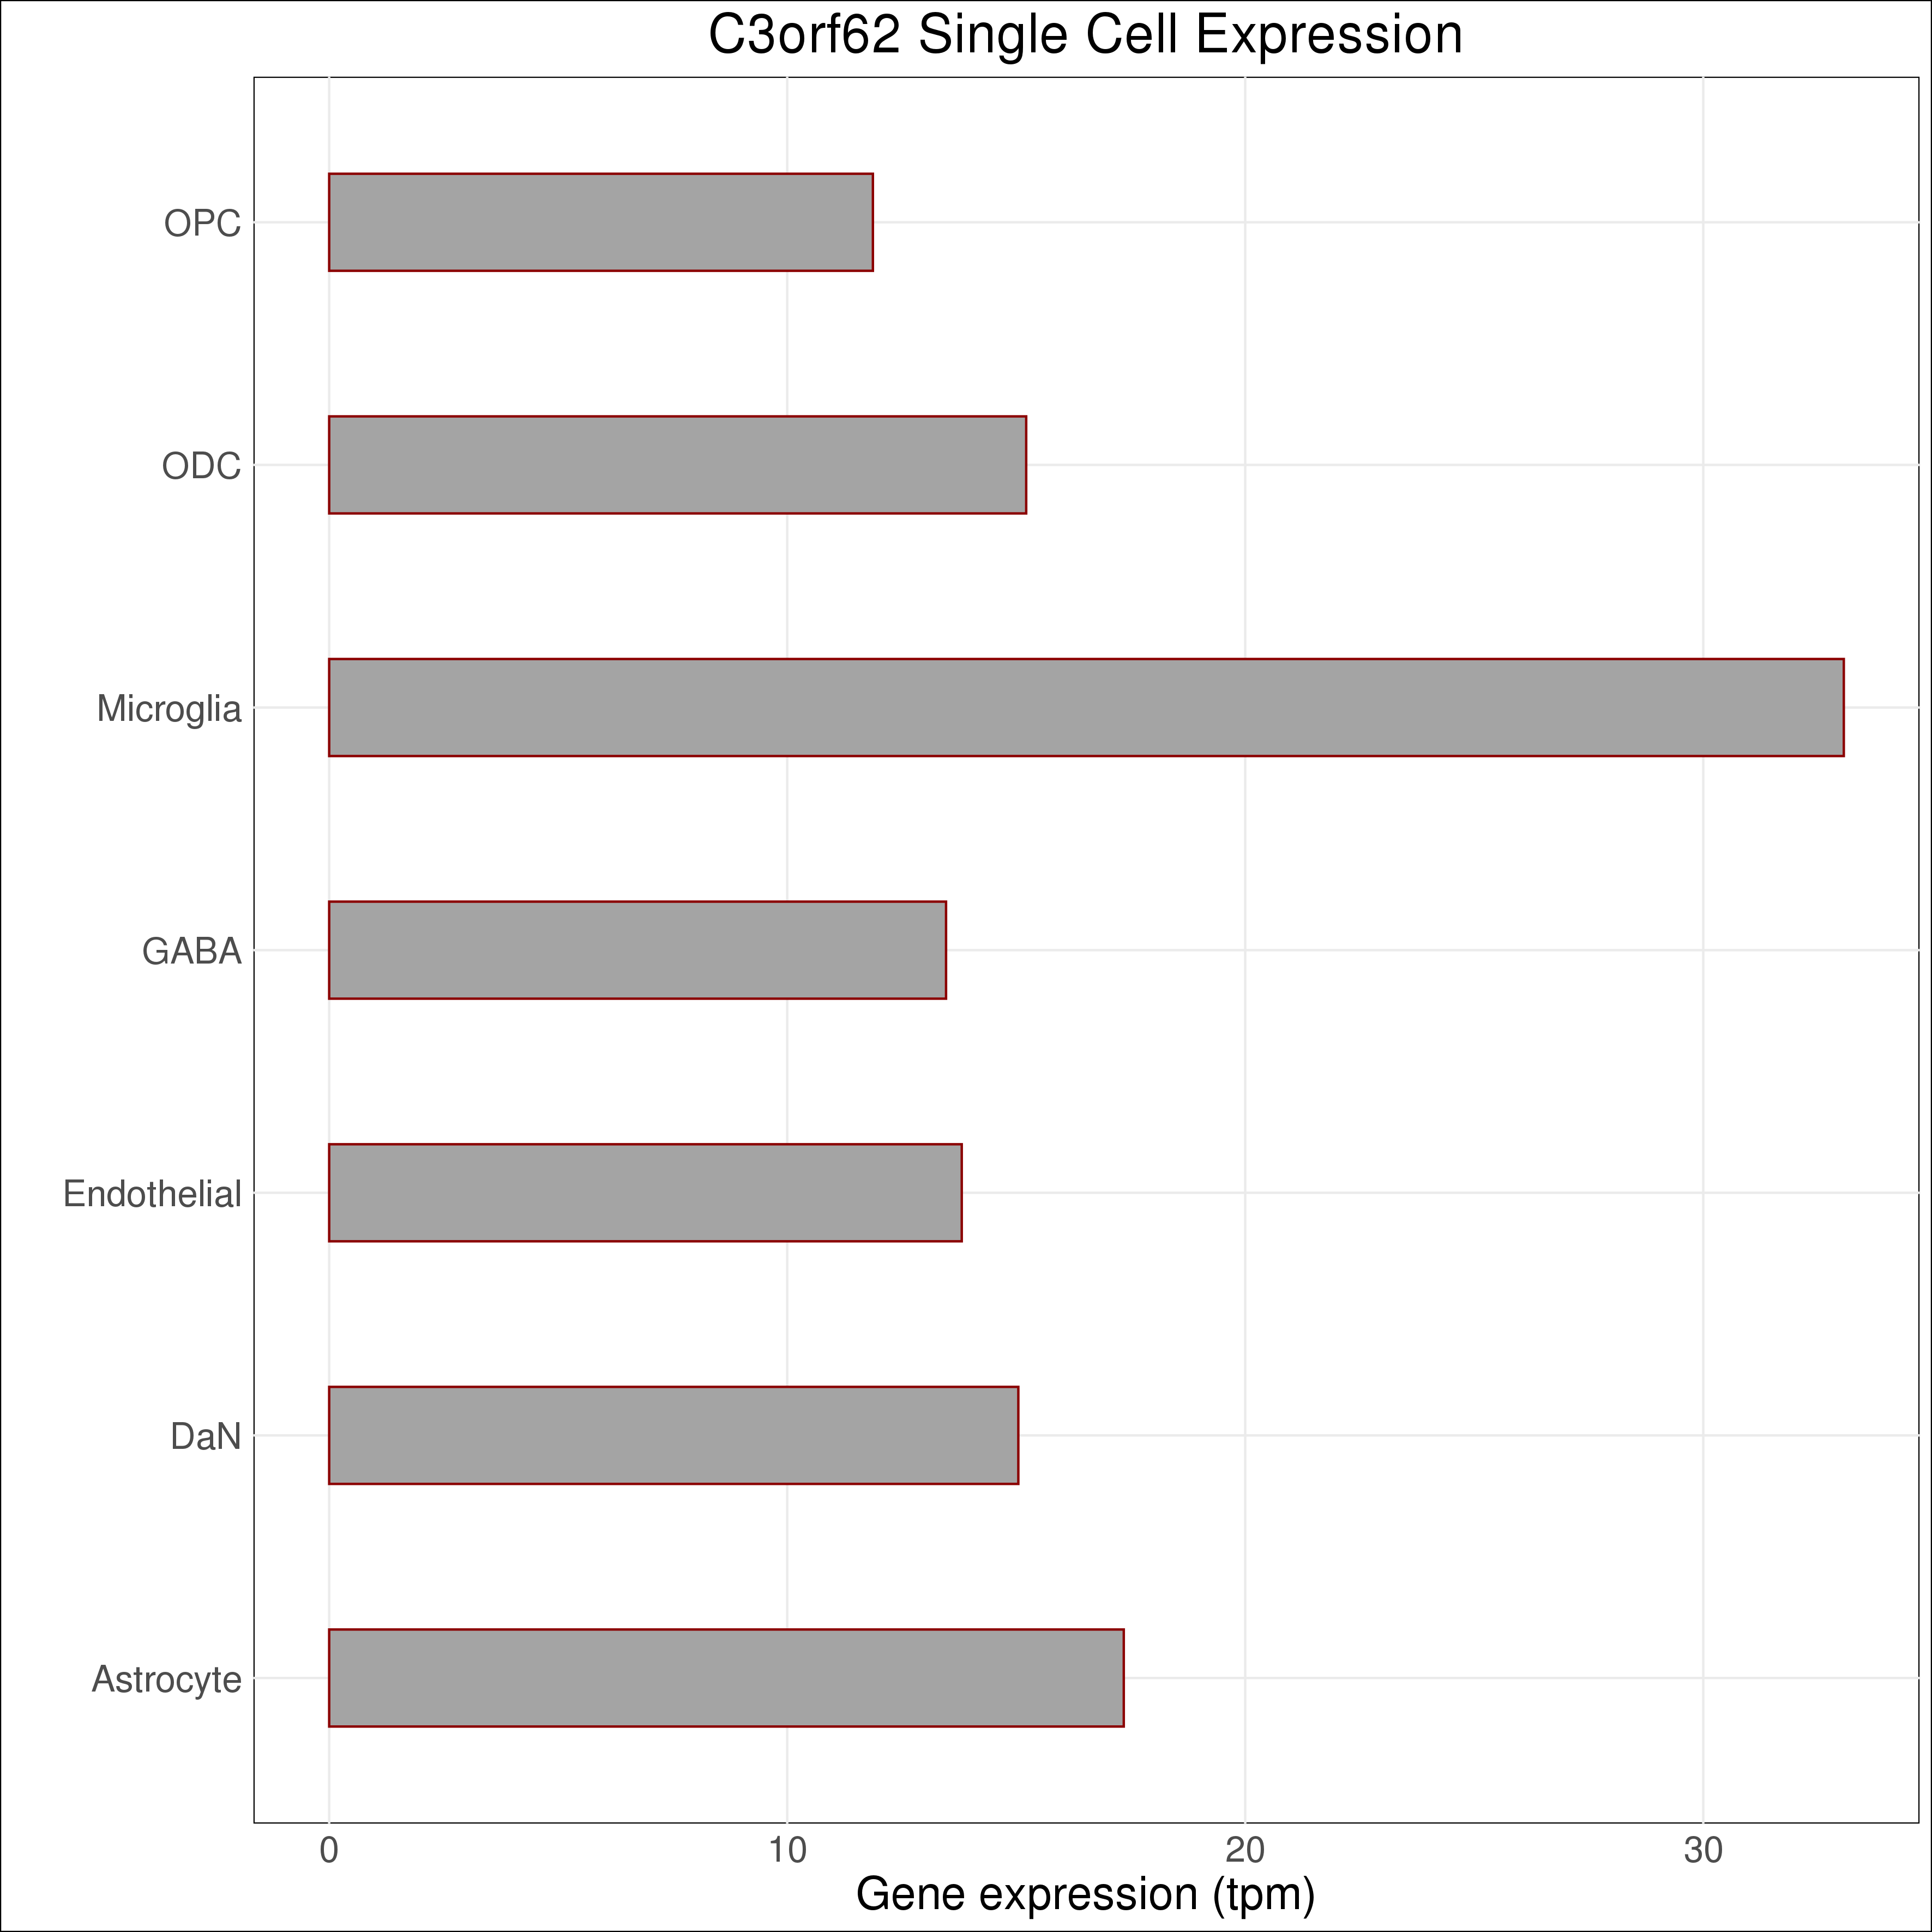 C3orf62 Single Cell Expression
OPC
ODC
Microglia
GABA
Endothelial
DaN
Astrocyte
0 10 20 30
Gene expression (tpm)